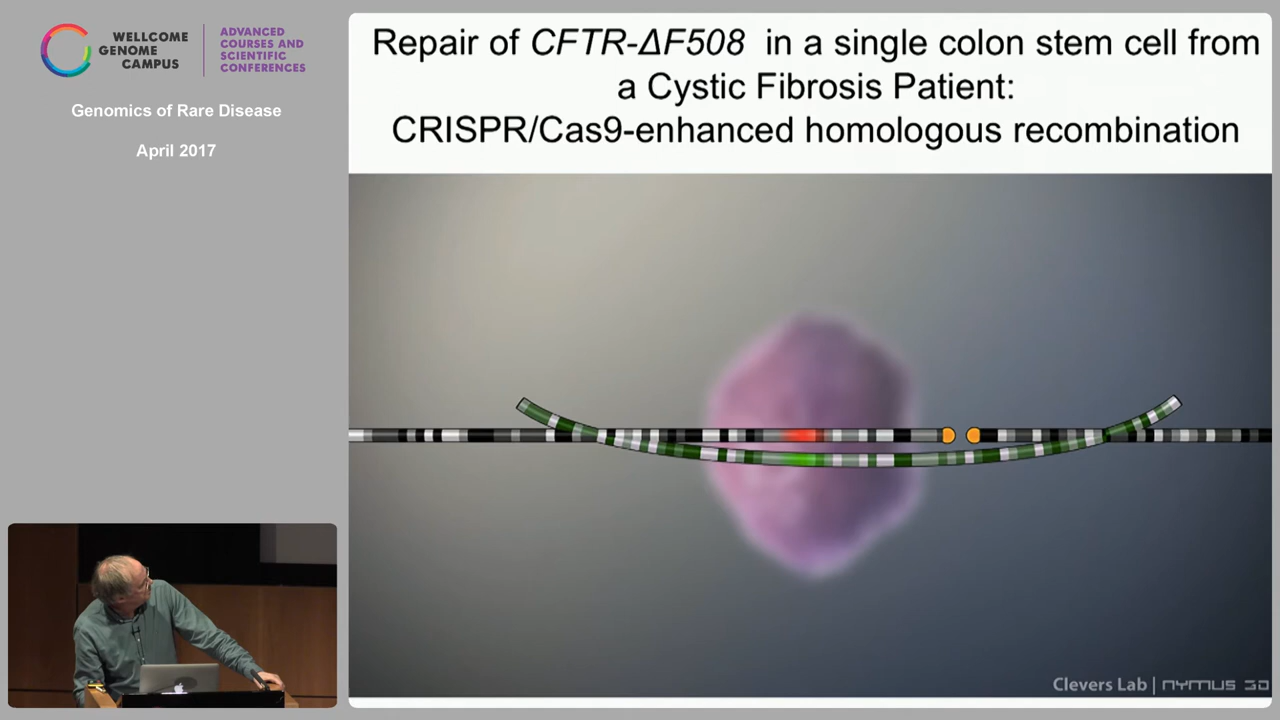 WELLCOME
GENOME
CAMPUS
ADVANCED
COURSES AND
SCIENTIFIC
CONFERENCES
Genomics of Rare Disease
April 2017
Repair of CFTR-ΔF508 in a single colon stem cell from
a Cystic Fibrosis Patient:
CRISPR/Cas9-enhanced homologous recombination
Clevers Lab | NYMUS 3D